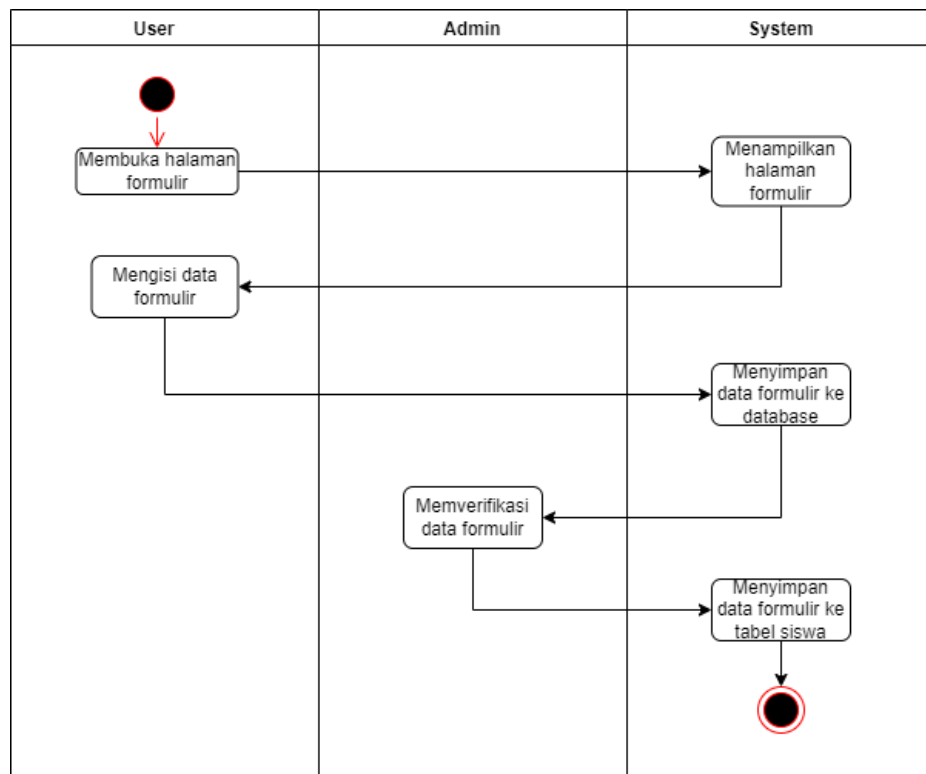 User
Admin
System
Membuka halaman
formulir
Menampilkan
halaman
formulir
Mengisi data
formulir
Menyimpan
data formulir ke
database
Memverifikasi
data formulir
Menyimpan
data formulir ke
tabel siswa